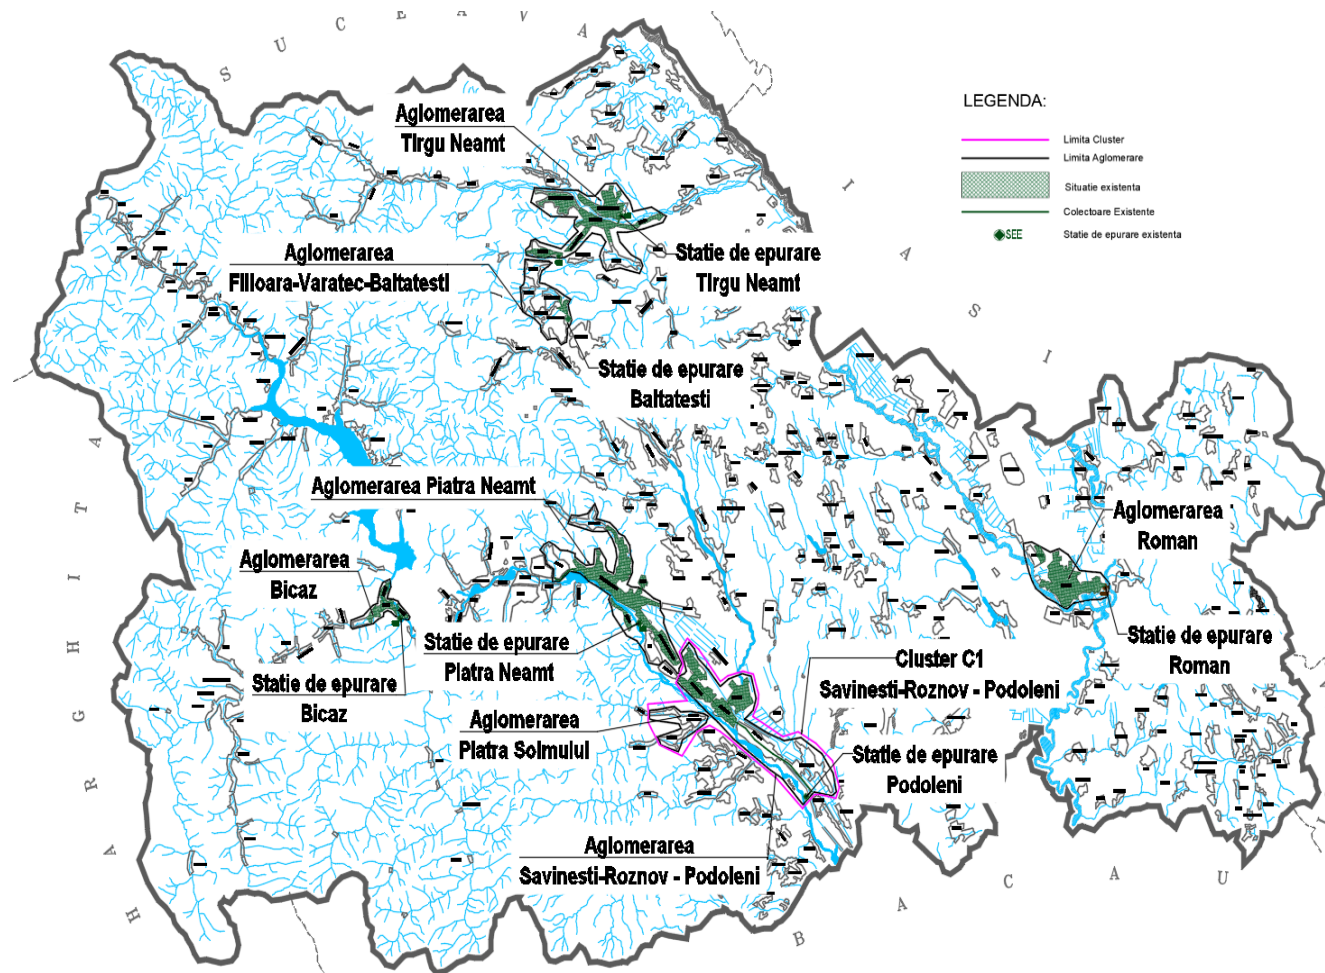 SUCEAVA
LEGENDA:
Limita Cluster
Limita Aglomerare
Situatie existenta
Colectoare Existente
SEE
Statie de epurare existenta
Aglomerarea
Tirgu Neamt
IASI
Aglomerarea
Filioara-Varatec-Baltatesti
Statie de epurare
Tirgu Neamt
Statie de epurare
Baltatesti
Aglomerarea Piatra Neamt
Aglomerarea
Roman
Aglomerarea
Bicaz
Statie de epurare
Piatra Neamt
Cluster C1
Savinesti-Roznov - Podoleni
Statie de epurare
Roman
Statie de epurare
Bicaz
Aglomerarea
Piatra Soimului
Statie de epurare
Podoleni
Aglomerarea
Savinesti-Roznov - Podoleni
HARGHITA
BACAU